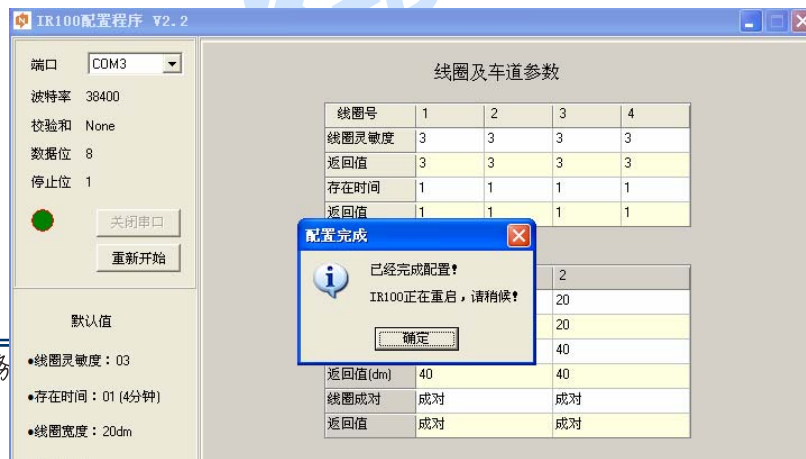 IR100配置程序 V2.2
端口 COM3
波特率 38400
校验和 None
数据位 8
停止位 1
关闭串口
重新开始
默认值
•线圈灵敏度：03
•存在时间：01 (4分钟)
•线圈宽度：20dm
线圈及车道参数
线圈号 1 2 3 4
线圈灵敏度 3 3 3 3
返回值 3 3 3 3
存在时间 1 1 1 1
返回值 1 1 1 1
配置完成
已经完成配置！
IR100正在重启，请稍候！
确定
2
20
20
40
返回值(dm) 40 40
线圈成对 成对 成对
返回值 成对 成对
务